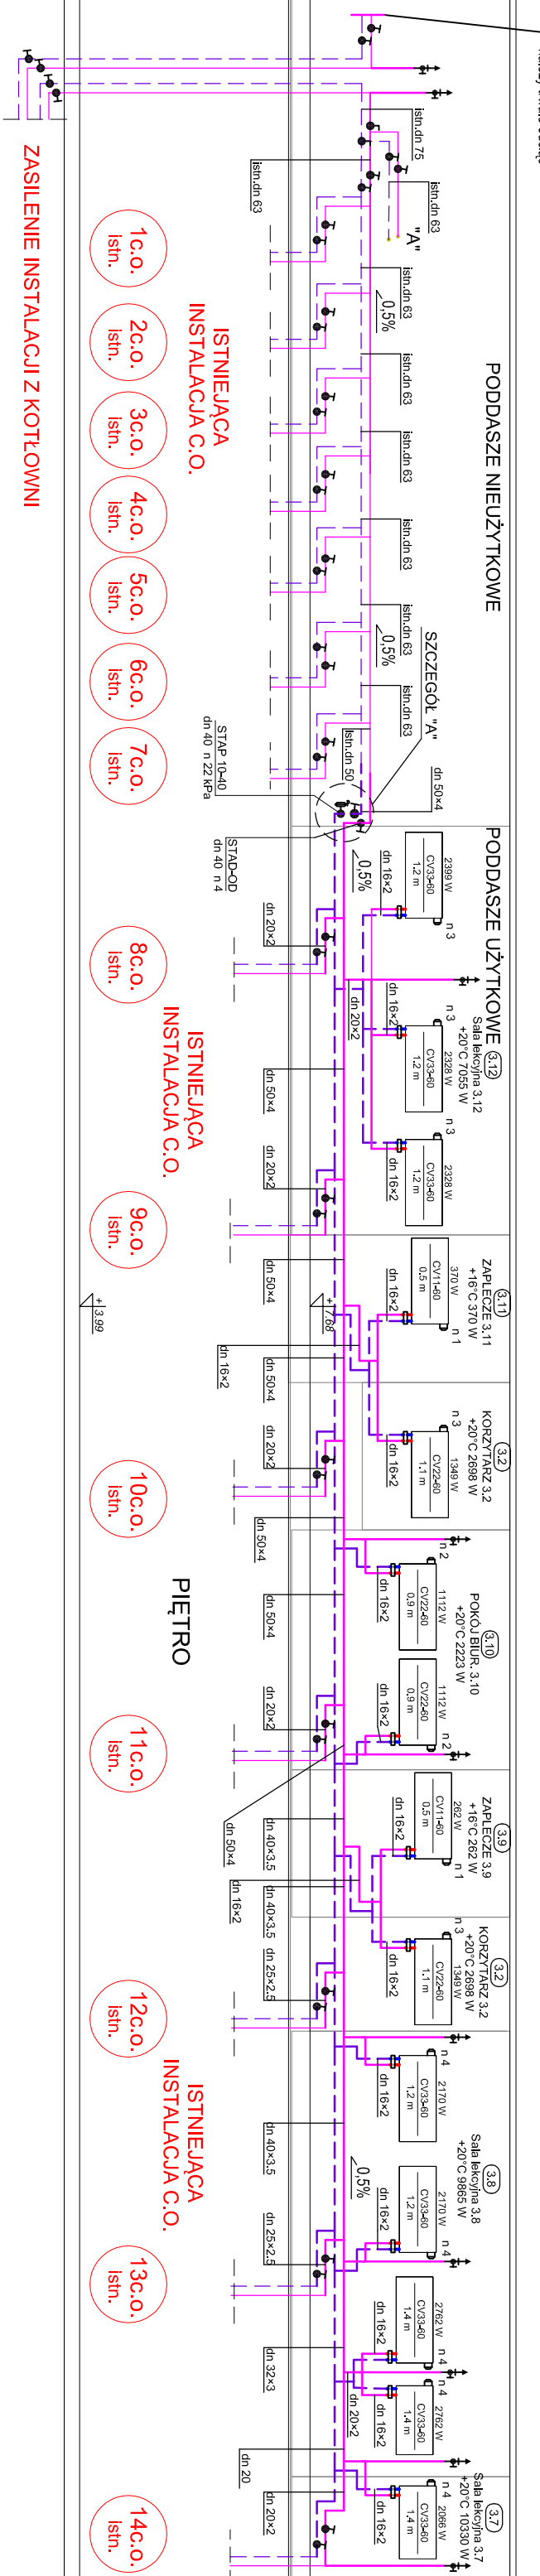 istn.dn 75
istn.dn 63
"A"
istn.dn 63
istn.dn 63
0,5%
istn.dn 63
istn.dn 63
istn.dn 63
istn.dn 63
0,5%
istn.dn 63
PODDASZE NIEUŻYTKOWE
SZCZEGÓŁ "A"
istn.dn 50
dn 50×4
STAP 10-40
dn 40 n 22 kPa
STAD-OD
dn 40 n 4
ZASILENIE INSTALACJI Z KOTŁOWNI
ISTNIEJĄCA
INSTALACJA C.O.
1c.o.
istn.
2c.o.
istn.
3c.o.
istn.
4c.o.
istn.
5c.o.
istn.
6c.o.
istn.
7c.o.
istn.
PODDASZE UŻYTKOWE
0,5%
2399 W
CV33-60
1.2 m
n 3
dn 16×2
dn 20×2
8c.o.
istn.
3.12
Sala lekcyjna 3.12
+20°C 7055 W
n 3
2328 W
CV33-60
1.2 m
dn 16×2
dn 20×2
n 3
2328 W
CV33-60
1.2 m
dn 16×2
dn 50×4
dn 20×2
ISTNIEJĄCA
INSTALACJA C.O.
9c.o.
istn.
3.11
ZAPLECZE 3.11
+16°C 370 W
370 W
CV11-60
0,5 m
n 1
dn 16×2
dn 50×4
+7.68
+3.99
dn 16×2
dn 50×4
3.2
KORZYTARZ 3.2
+20°C 2698 W
n 3
1349 W
CV22-60
1,1 m
dn 16×2
dn 20×2
10c.o.
istn.
dn 50×4
3.10
POKÓJ BIUR. 3.10
+20°C 2223 W
n 2
1112 W
CV22-60
0,9 m
dn 16×2
1112 W
CV22-60
0,9 m
n 2
dn 16×2
dn 50×4
dn 20×2
PIĘTRO
11c.o.
istn.
dn 50×4
3.9
ZAPLECZE 3.9
+16°C 262 W
262 W
CV11-60
0.5 m
n 1
dn 16×2
dn 40×3.5
dn 16×2
dn 40×3.5
3.2
KORZYTARZ 3.2
+20°C 2698 W
n 3
1349 W
CV22-60
1.1 m
dn 16×2
dn 25×2.5
12c.o.
istn.
3.8
Sala lekcyjna 3.8
+20°C 9865 W
n 4
2170 W
CV33-60
1.2 m
dn 16×2
dn 40×3.5
0,5%
2170 W
CV33-60
1.2 m
n 4
dn 16×2
dn 25×2.5
ISTNIEJĄCA
INSTALACJA C.O.
13c.o.
istn.
2762 W
CV33-60
1.4 m
n 4
dn 16×2
n 4
2762 W
CV33-60
1.4 m
dn 16×2
dn 20×2
dn 32×3
dn 20
3.7
Sala lekcyjna 3.7
+20°C 10330 W
n 4
2066 W
CV33-60
1.4 m
dn 16×2
dn 20×2
14c.o.
istn.